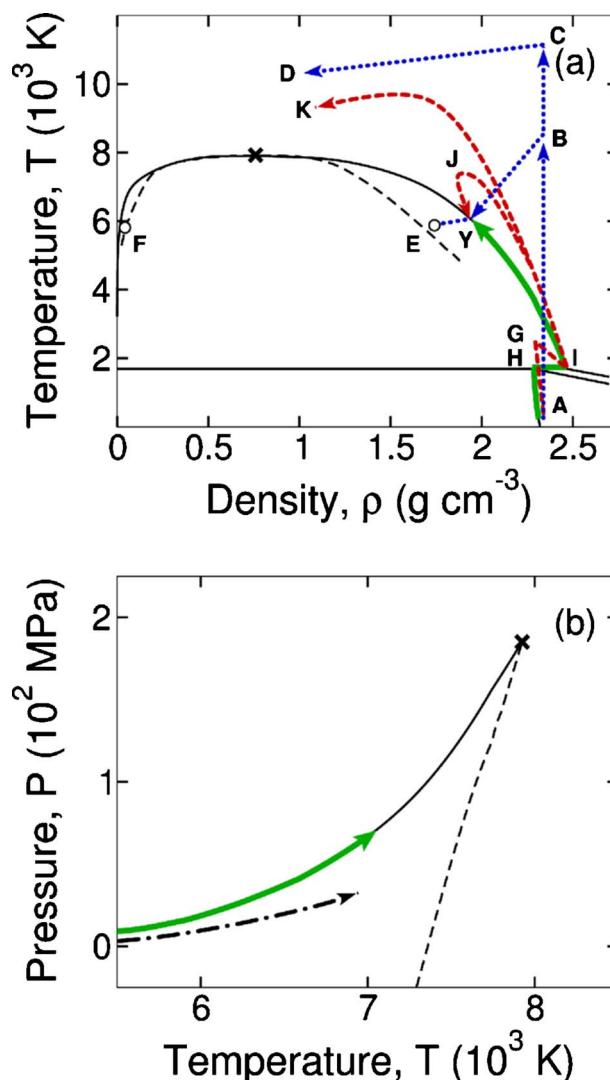 (a)
C
D
K
B
J
F
E
Y
G
H
I
A
10
8
6
4
2
0
0.5
1
1.5
2
2.5
Temperature, T (10³ K)
Density, ρ (g cm⁻³)
(b)
2
1
0
6
7
8
Pressure, P (10² MPa)
Temperature, T (10³ K)